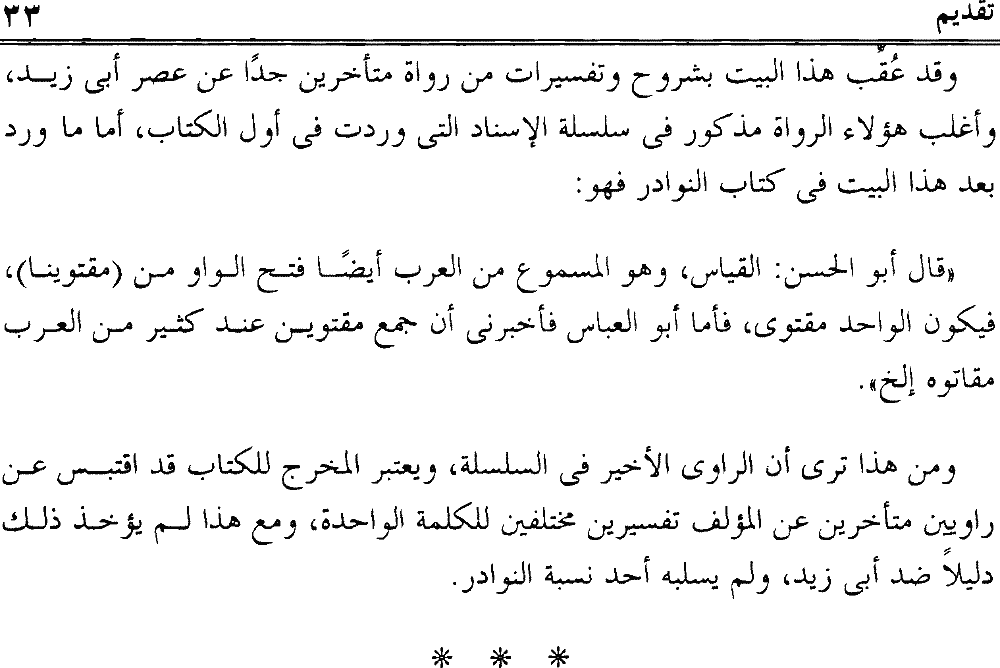 تقديم ٣٣
وقد عُقِّب هذا البيت بشروح وتفسيرات من رواة متأخرين جدًا عن عصر أبى زيد،
وأغلب هؤلاء الرواة مذكور فى سلسلة الإسناد التى وردت فى أول الكتاب، أما ما ورد
بعد هذا البيت فى كتاب النوادر فهو:
«قال أبو الحسن: القياس، وهو المسموع من العرب أيضًا فتح الواو من (مقتوينا)،
فيكون الواحد مقتوى، فأما أبو العباس فأخبرنى أن جمع مقتوين عند كثير من العرب
مقاتوه إلخ».
ومن هذا ترى أن الراوى الأخير فى السلسلة، ويعتبر المخرج للكتاب قد اقتبس عن
راويين متأخرين عن المؤلف تفسيرين مختلفين للكلمة الواحدة، ومع هذا لم يؤخذ ذلك
دليلاً ضد أبى زيد، ولم يسلبه أحد نسبة النوادر.
* * *